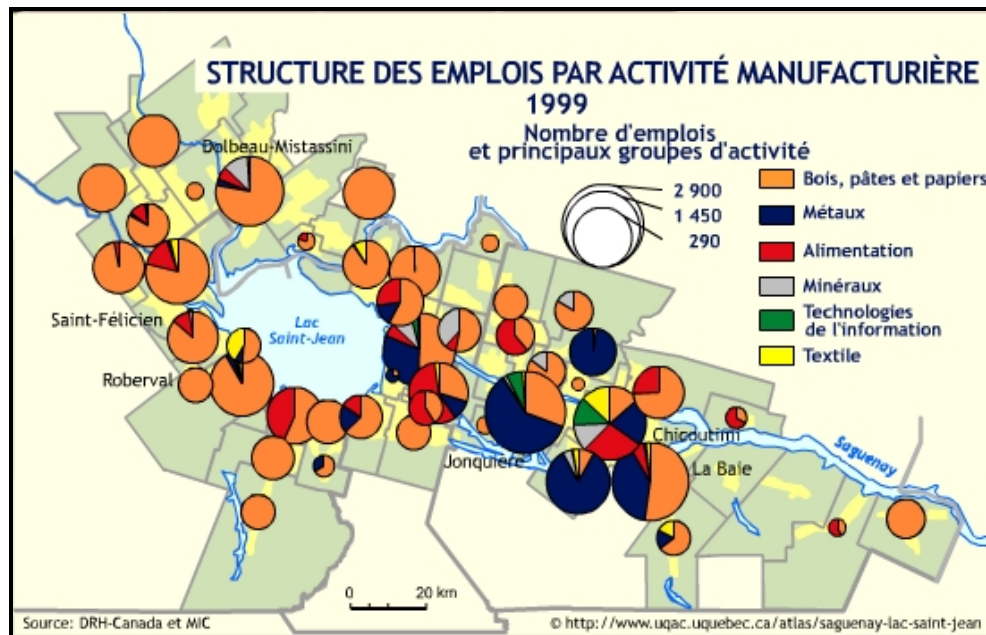 STRUCTURE DES EMPLOIS PAR ACTIVITÉ MANUFACTURIÈRE
1999
Nombre d'emplois
et principaux groupes d'activité
2 900
1 450
290
Bois, pâtes et papiers
Métaux
Alimentation
Minéraux
Technologies
de l'information
Textile
Dolbeau-Mistassini
Saint-Félicien
Lac
Saint-Jean
Roberval
Jonquière
Chicoutimi
La Baie
Saguenay
0 20 km
Source: DRH-Canada et MIC
© http://www.uqac.uquebec.ca/atlas/saguenay-lac-saint-jean